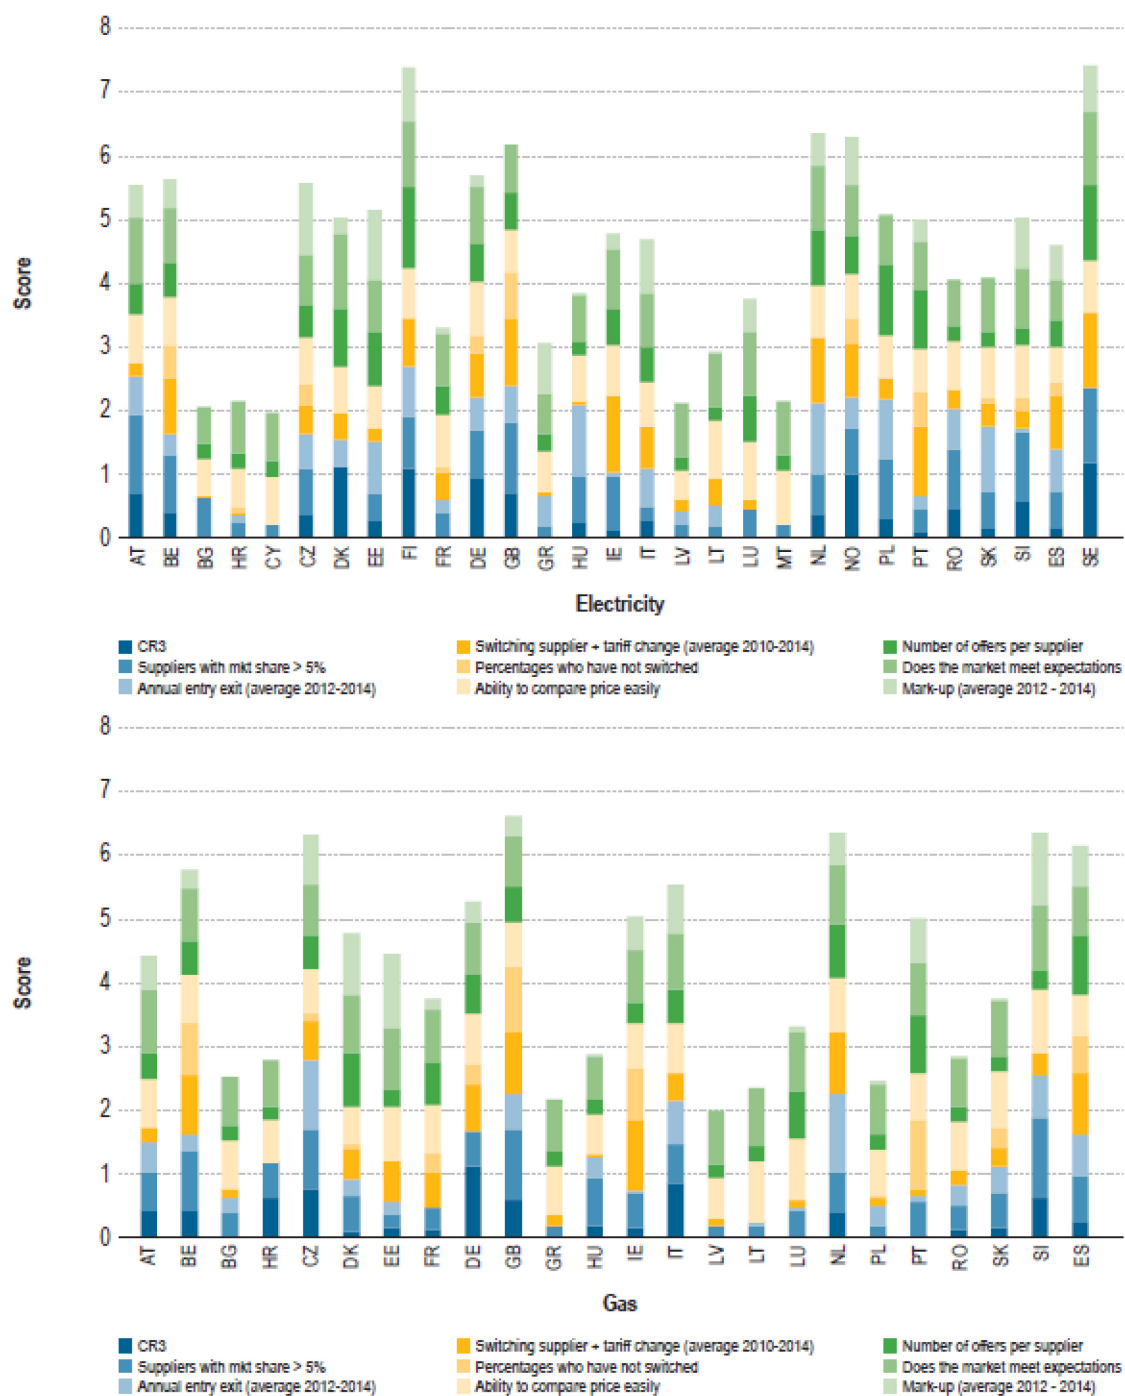 8
7
6
5
4
3
2
1
0
Score
AT BE BG HR CY CZ DK EE FI FR DE GB GR HU IE IT LV LT LU MT NL NO PL PT RO SK SI ES SE
Electricity
CR3 Switching supplier + tariff change (average 2010-2014) Number of offers per supplier
Suppliers with mkt share > 5% Percentages who have not switched Does the market meet expectations
Annual entry exit (average 2012-2014) Ability to compare price easily Mark-up (average 2012 - 2014)
8
7
6
5
4
3
2
1
0
Score
AT BE BG HR CZ DK EE FR DE GB GR HU IE IT LV LT LU NL PL PT RO SK SI ES
Gas
CR3 Switching supplier + tariff change (average 2010-2014) Number of offers per supplier
Suppliers with mkt share > 5% Percentages who have not switched Does the market meet expectations
Annual entry exit (average 2012-2014) Ability to compare price easily Mark-up (average 2012 - 2014)